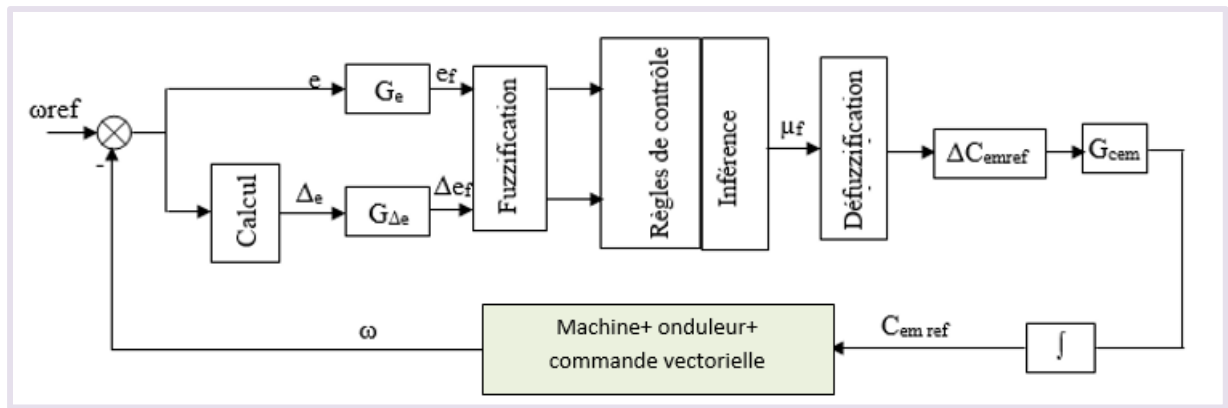 ωref
-
e
Ge
ef
Calcul
Δe
GΔe
Δef
Fuzzification
Règles de contrôle
Inférence
μf
Défuzzification
ΔCemref
Gcem
∫
Cem ref
Machine+ onduleur+
commande vectorielle
ω